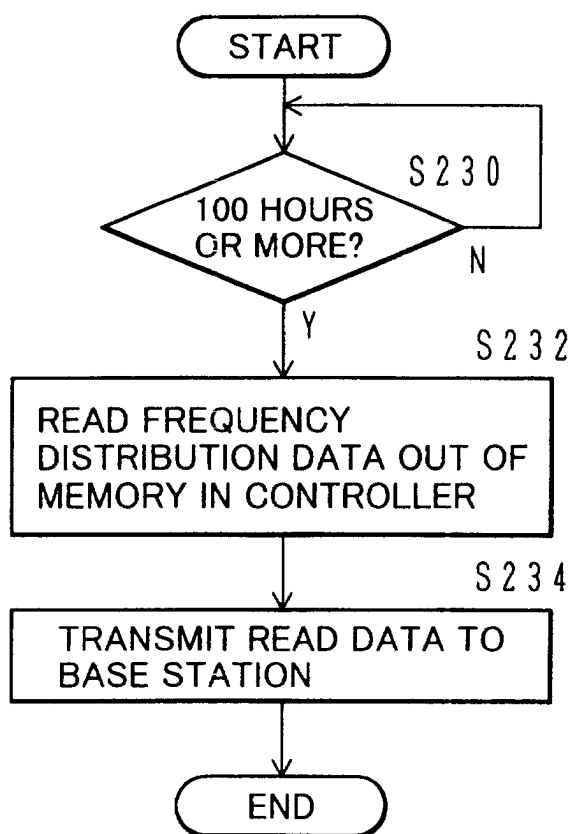 START
S230
100 HOURS
OR MORE?
N
Y
S232
READ FREQUENCY
DISTRIBUTION DATA OUT OF
MEMORY IN CONTROLLER
S234
TRANSMIT READ DATA TO
BASE STATION
END